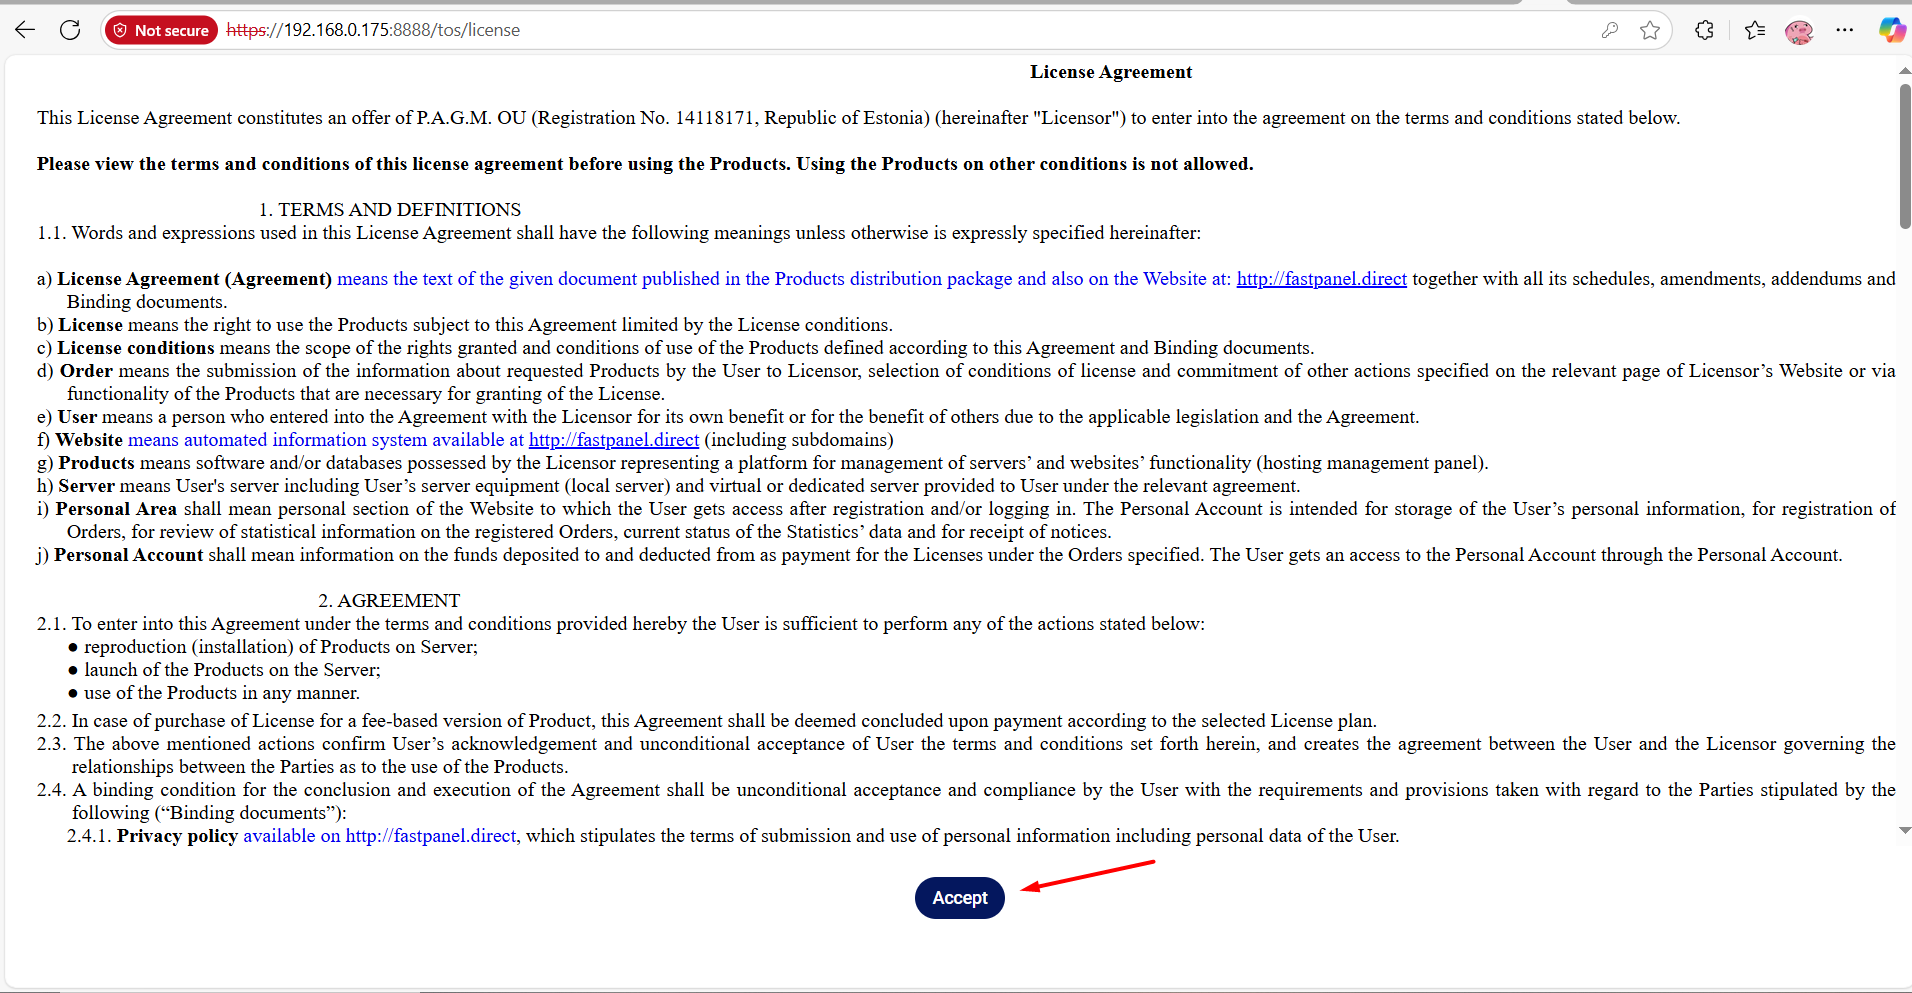 Not secure https://192.168.0.175:8888/tos/license
License Agreement
This License Agreement constitutes an offer of P.A.G.M. OU (Registration No. 14118171, Republic of Estonia) (hereinafter "Licensor") to enter into the agreement on the terms and conditions stated below.
Please view the terms and conditions of this license agreement before using the Products. Using the Products on other conditions is not allowed.
1. TERMS AND DEFINITIONS
1.1. Words and expressions used in this License Agreement shall have the following meanings unless otherwise is expressly specified hereinafter:
a) License Agreement (Agreement) means the text of the given document published in the Products distribution package and also on the Website at: http://fastpanel.direct together with all its schedules, amendments, addendums and
Binding documents.
b) License means the right to use the Products subject to this Agreement limited by the License conditions.
c) License conditions means the scope of the rights granted and conditions of use of the Products defined according to this Agreement and Binding documents.
d) Order means the submission of the information about requested Products by the User to Licensor, selection of conditions of license and commitment of other actions specified on the relevant page of Licensor’s Website or via
functionality of the Products that are necessary for granting of the License.
e) User means a person who entered into the Agreement with the Licensor for its own benefit or for the benefit of others due to the applicable legislation and the Agreement.
f) Website means automated information system available at http://fastpanel.direct (including subdomains)
g) Products means software and/or databases possessed by the Licensor representing a platform for management of servers’ and websites’ functionality (hosting management panel).
h) Server means User's server including User’s server equipment (local server) and virtual or dedicated server provided to User under the relevant agreement.
i) Personal Area shall mean personal section of the Website to which the User gets access after registration and/or logging in. The Personal Account is intended for storage of the User’s personal information, for registration of
Orders, for review of statistical information on the registered Orders, current status of the Statistics’ data and for receipt of notices.
j) Personal Account shall mean information on the funds deposited to and deducted from as payment for the Licenses under the Orders specified. The User gets an access to the Personal Account through the Personal Account.
2. AGREEMENT
2.1. To enter into this Agreement under the terms and conditions provided hereby the User is sufficient to perform any of the actions stated below:
● reproduction (installation) of Products on Server;
● launch of the Products on the Server;
● use of the Products in any manner.
2.2. In case of purchase of License for a fee-based version of Product, this Agreement shall be deemed concluded upon payment according to the selected License plan.
2.3. The above mentioned actions confirm User’s acknowledgement and unconditional acceptance of User the terms and conditions set forth herein, and creates the agreement between the User and the Licensor governing the
relationships between the Parties as to the use of the Products.
2.4. A binding condition for the conclusion and execution of the Agreement shall be unconditional acceptance and compliance by the User with the requirements and provisions taken with regard to the Parties stipulated by the
following (“Binding documents”):
2.4.1. Privacy policy available on http://fastpanel.direct, which stipulates the terms of submission and use of personal information including personal data of the User.
Accept